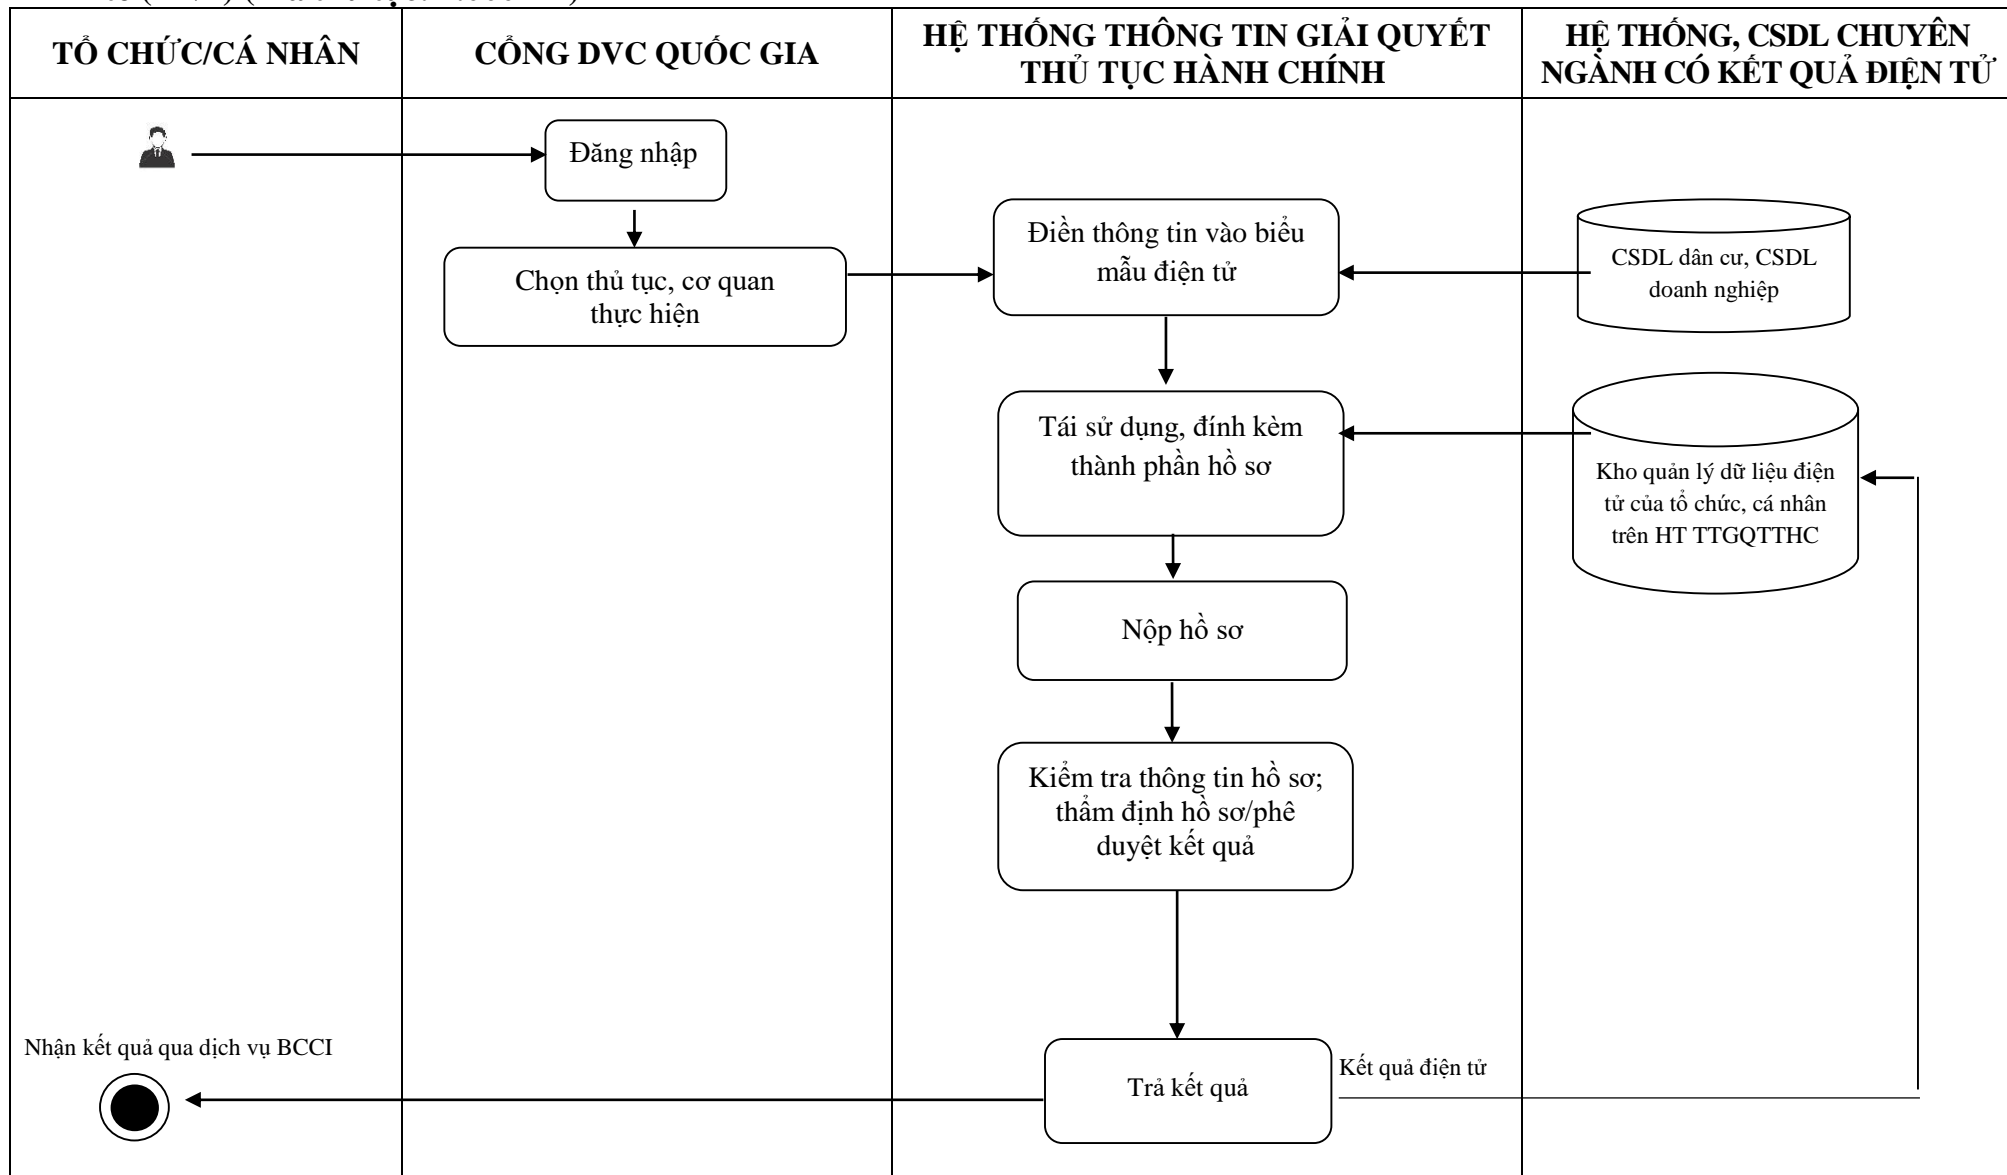 TỔ CHỨC/CÁ NHÂN
CỔNG DVC QUỐC GIA
HỆ THỐNG THÔNG TIN GIẢI QUYẾT
THỦ TỤC HÀNH CHÍNH
HỆ THỐNG, CSDL CHUYÊN
NGÀNH CÓ KẾT QUẢ ĐIỆN TỬ
Đăng nhập
Chọn thủ tục, cơ quan
thực hiện
Điền thông tin vào biểu
mẫu điện tử
CSDL dân cư, CSDL
doanh nghiệp
Tái sử dụng, đính kèm
thành phần hồ sơ
Kho quản lý dữ liệu điện
tử của tổ chức, cá nhân
trên HT TTGQTTHC
Nộp hồ sơ
Kiểm tra thông tin hồ sơ;
thẩm định hồ sơ/phê
duyệt kết quả
Nhận kết quả qua dịch vụ BCCI
Trả kết quả
Kết quả điện tử